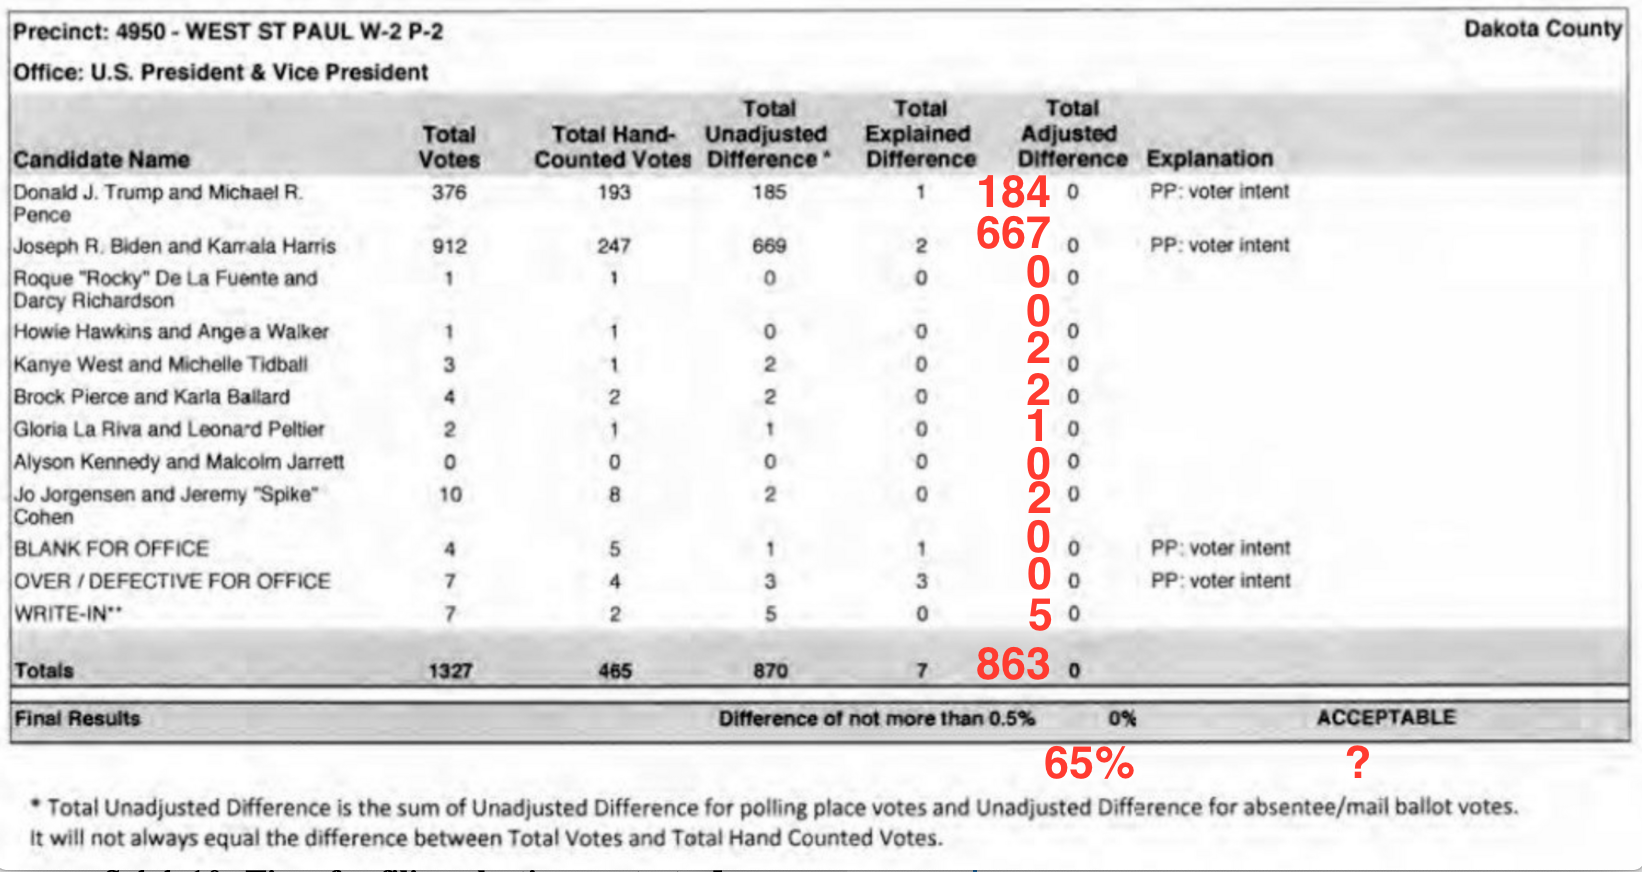 Precinct: 4950 - WEST ST PAUL W-2 P-2 Dakota County
Office: U.S. President & Vice President
Candidate Name Total Votes Total Hand-Counted Votes Total Unadjusted Difference * Total Explained Difference Total Adjusted Difference Explanation
Donald J. Trump and Michael R. Pence 376 193 185 1 184 0 PP: voter intent
Joseph R. Biden and Kamala Harris 912 247 669 2 667 0 PP: voter intent
Roque "Rocky" De La Fuente and Darcy Richardson 1 1 0 0 0 0
Howie Hawkins and Angela Walker 1 1 0 0 0 0
Kanye West and Michelle Tidball 3 1 2 0 2 0
Brock Pierce and Karla Ballard 4 2 2 0 2 0
Gloria La Riva and Leonard Peltier 2 1 1 0 1 0
Alyson Kennedy and Malcolm Jarrett 0 0 0 0 0 0
Jo Jorgensen and Jeremy "Spike" Cohen 10 8 2 0 2 0
BLANK FOR OFFICE 4 5 1 1 0 0 PP: voter intent
OVER / DEFECTIVE FOR OFFICE 7 4 3 3 0 0 PP: voter intent
WRITE-IN** 7 2 5 0 5 0
Totals 1327 465 870 7 863 0
Final Results Difference of not more than 0.5% 0% ACCEPTABLE
65% ?
* Total Unadjusted Difference is the sum of Unadjusted Difference for polling place votes and Unadjusted Difference for absentee/mail ballot votes.
It will not always equal the difference between Total Votes and Total Hand Counted Votes.